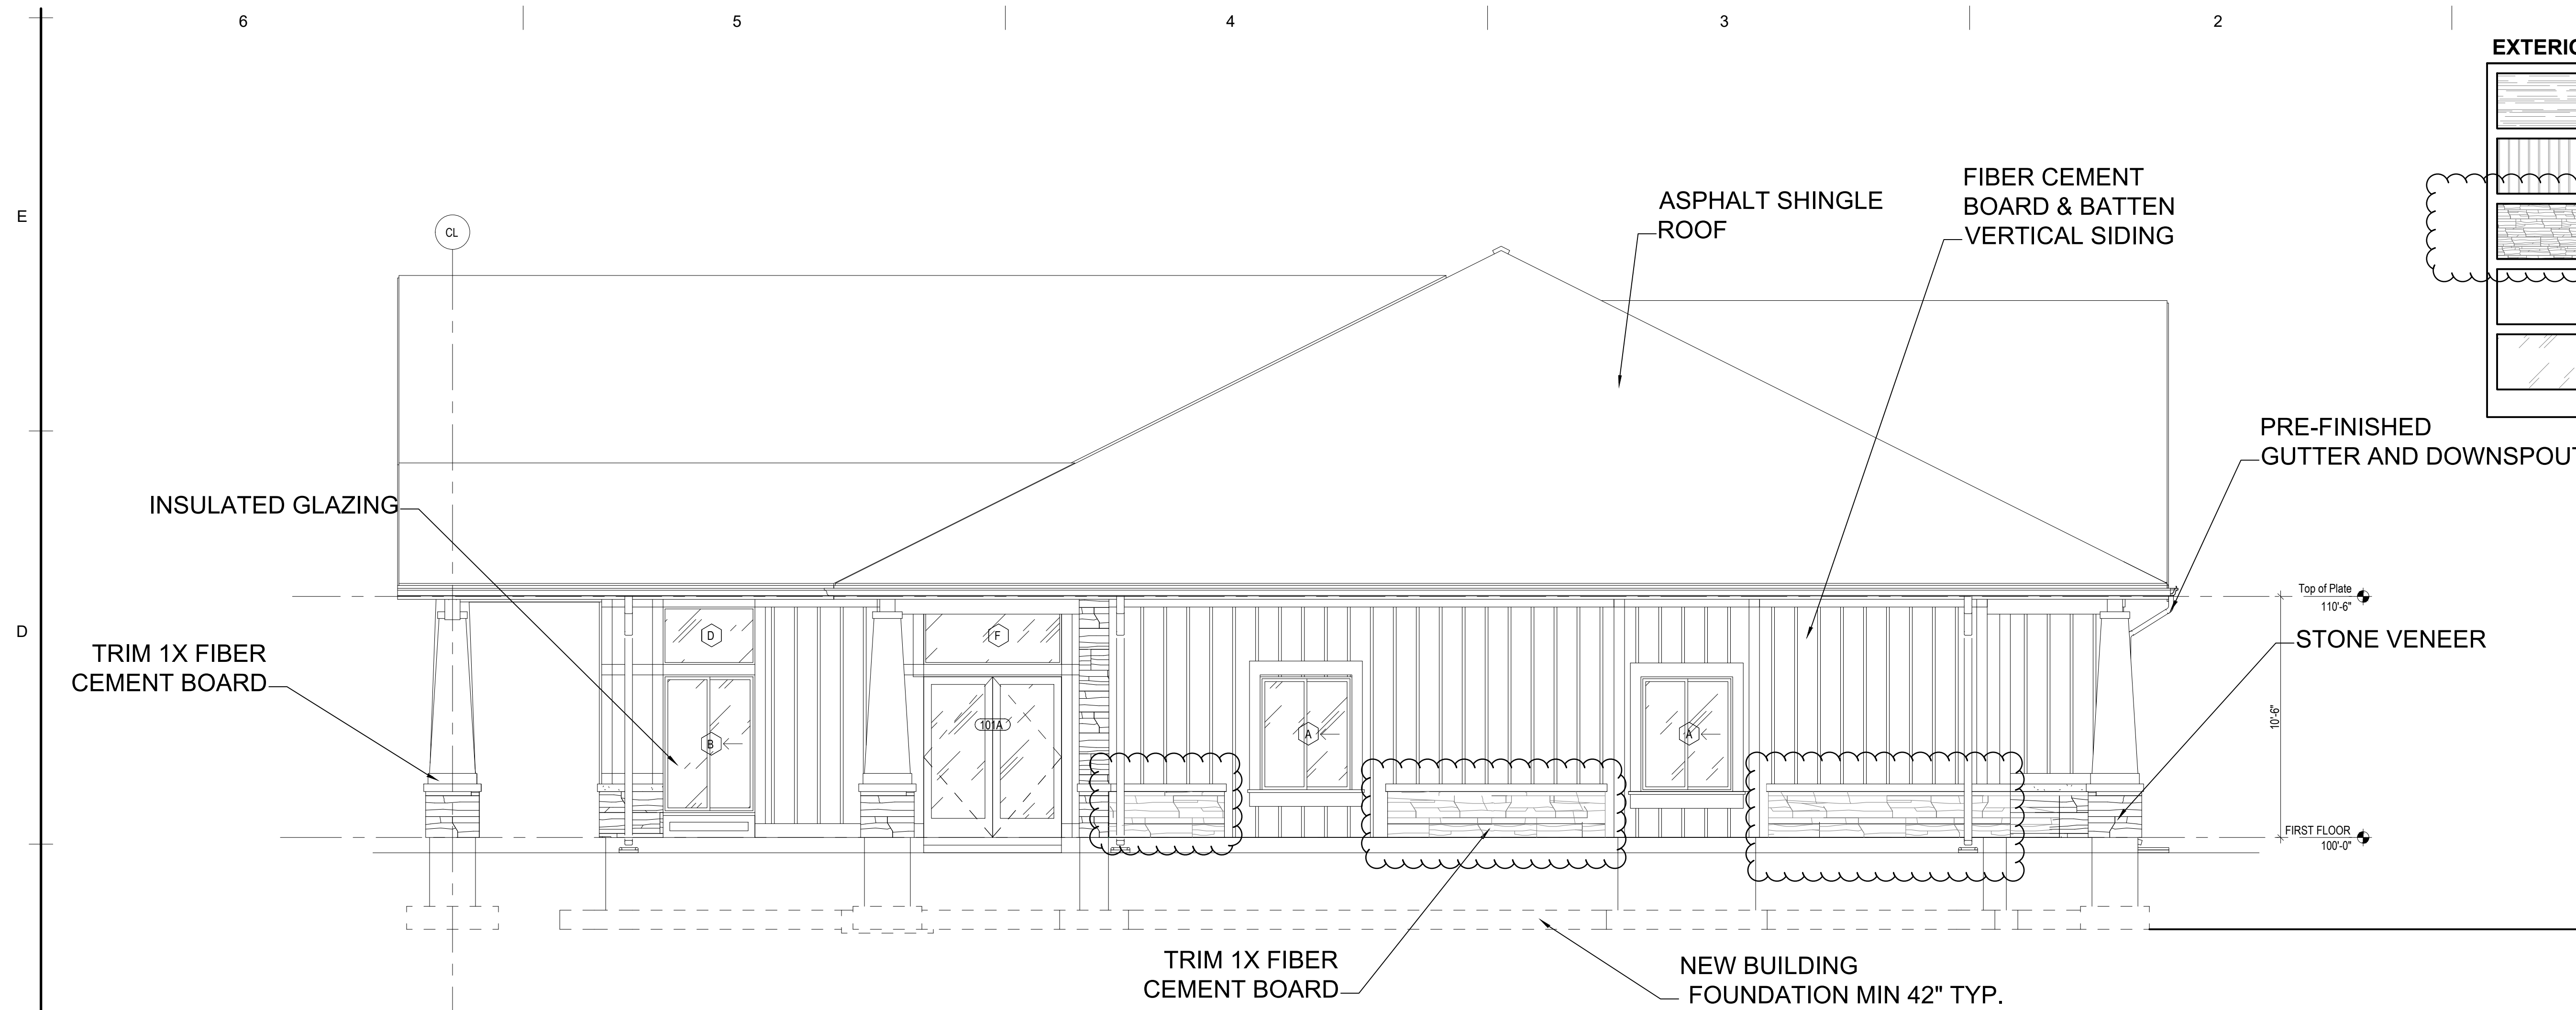 6
5
4
3
2
EXTERIO
E
CL
ASPHALT SHINGLE
ROOF
FIBER CEMENT
BOARD & BATTEN
VERTICAL SIDING
PRE-FINISHED
GUTTER AND DOWNSPOUT
INSULATED GLAZING
Top of Plate
110'-6"
D
D
F
STONE VENEER
TRIM 1X FIBER
CEMENT BOARD
10'-6"
101A
B
A
A
FIRST FLOOR
100'-0"
TRIM 1X FIBER
CEMENT BOARD
NEW BUILDING
FOUNDATION MIN 42" TYP.